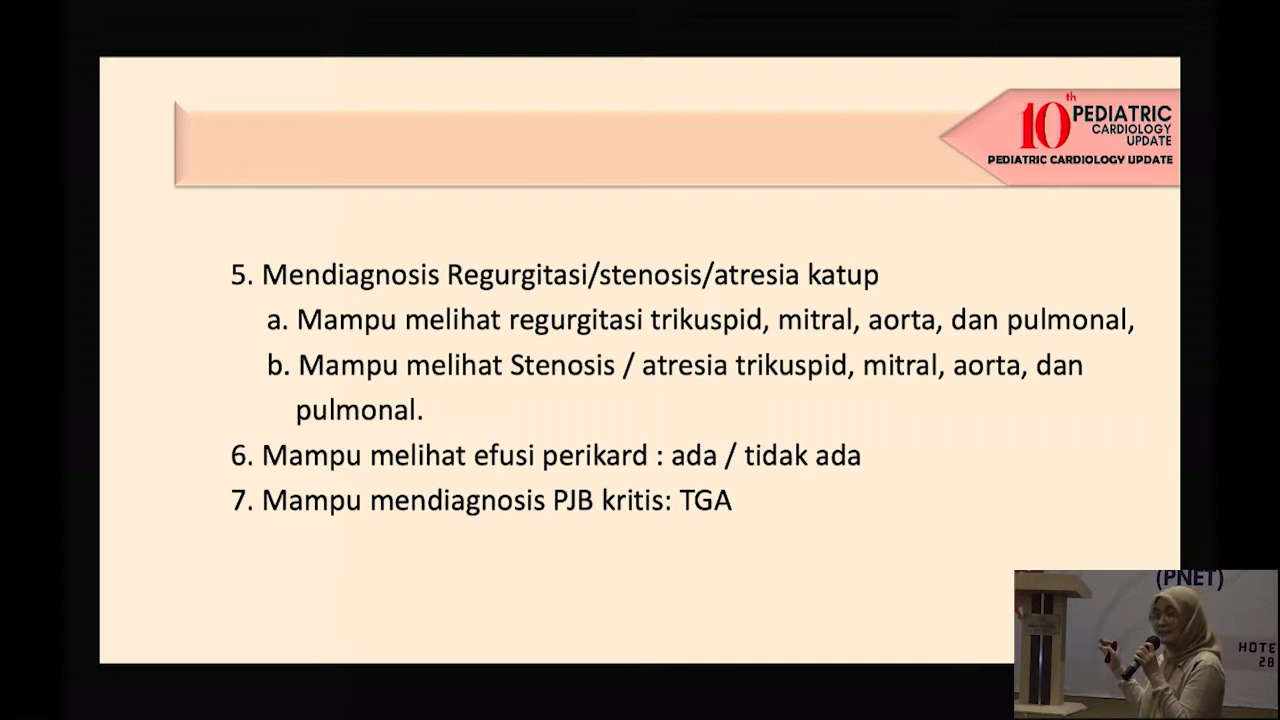 10th PEDIATRIC
CARDIOLOGY
UPDATE
PEDIATRIC CARDIOLOGY UPDATE
5. Mendiagnosis Regurgitasi/stenosis/atresia katup
a. Mampu melihat regurgitasi trikuspid, mitral, aorta, dan pulmonal,
b. Mampu melihat Stenosis / atresia trikuspid, mitral, aorta, dan
pulmonal.
6. Mampu melihat efusi perikard : ada / tidak ada
7. Mampu mendiagnosis PJB kritis: TGA
(PNET)
HOTE
28